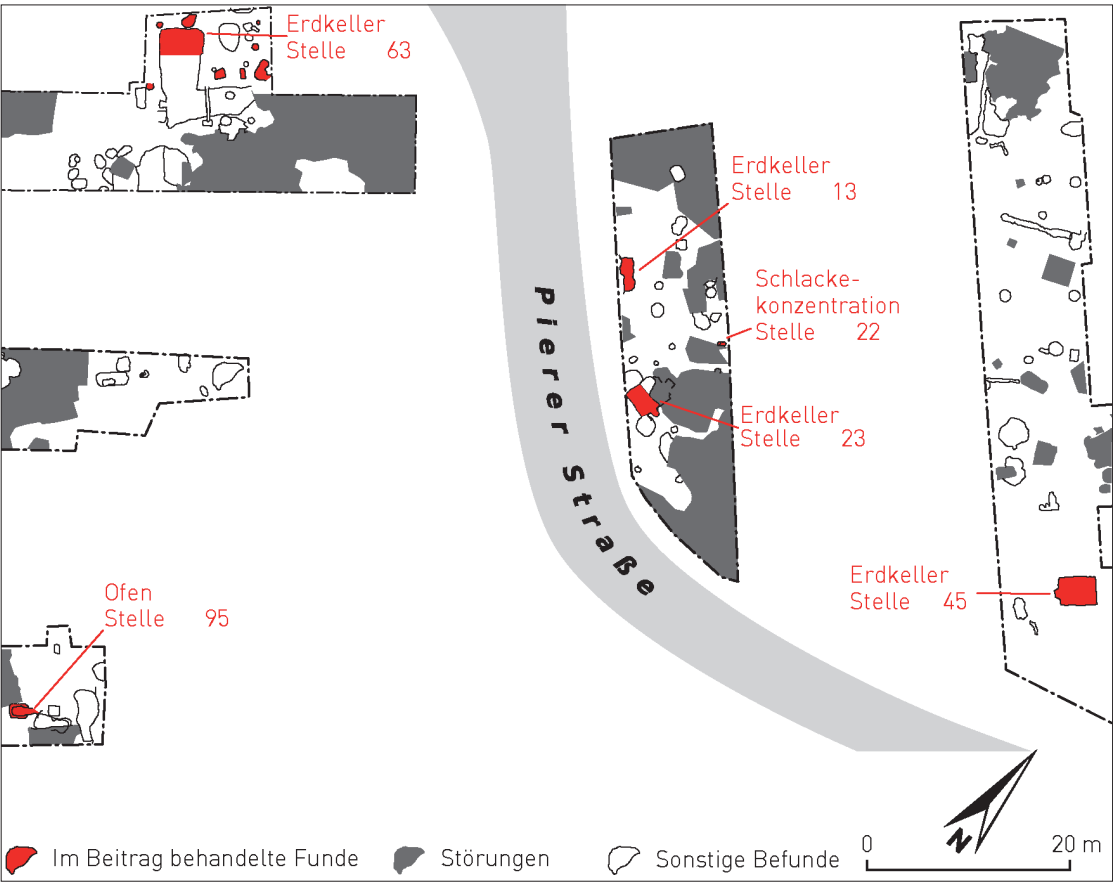 Erdkeller
Stelle 63
Erdkeller
Stelle 13
Schlacke-
konzentration
Stelle 22
Pierer Straße
Erdkeller
Stelle 23
Erdkeller
Stelle 45
Ofen
Stelle 95
N
0 20 m
Im Beitrag behandelte Funde Störungen Sonstige Befunde